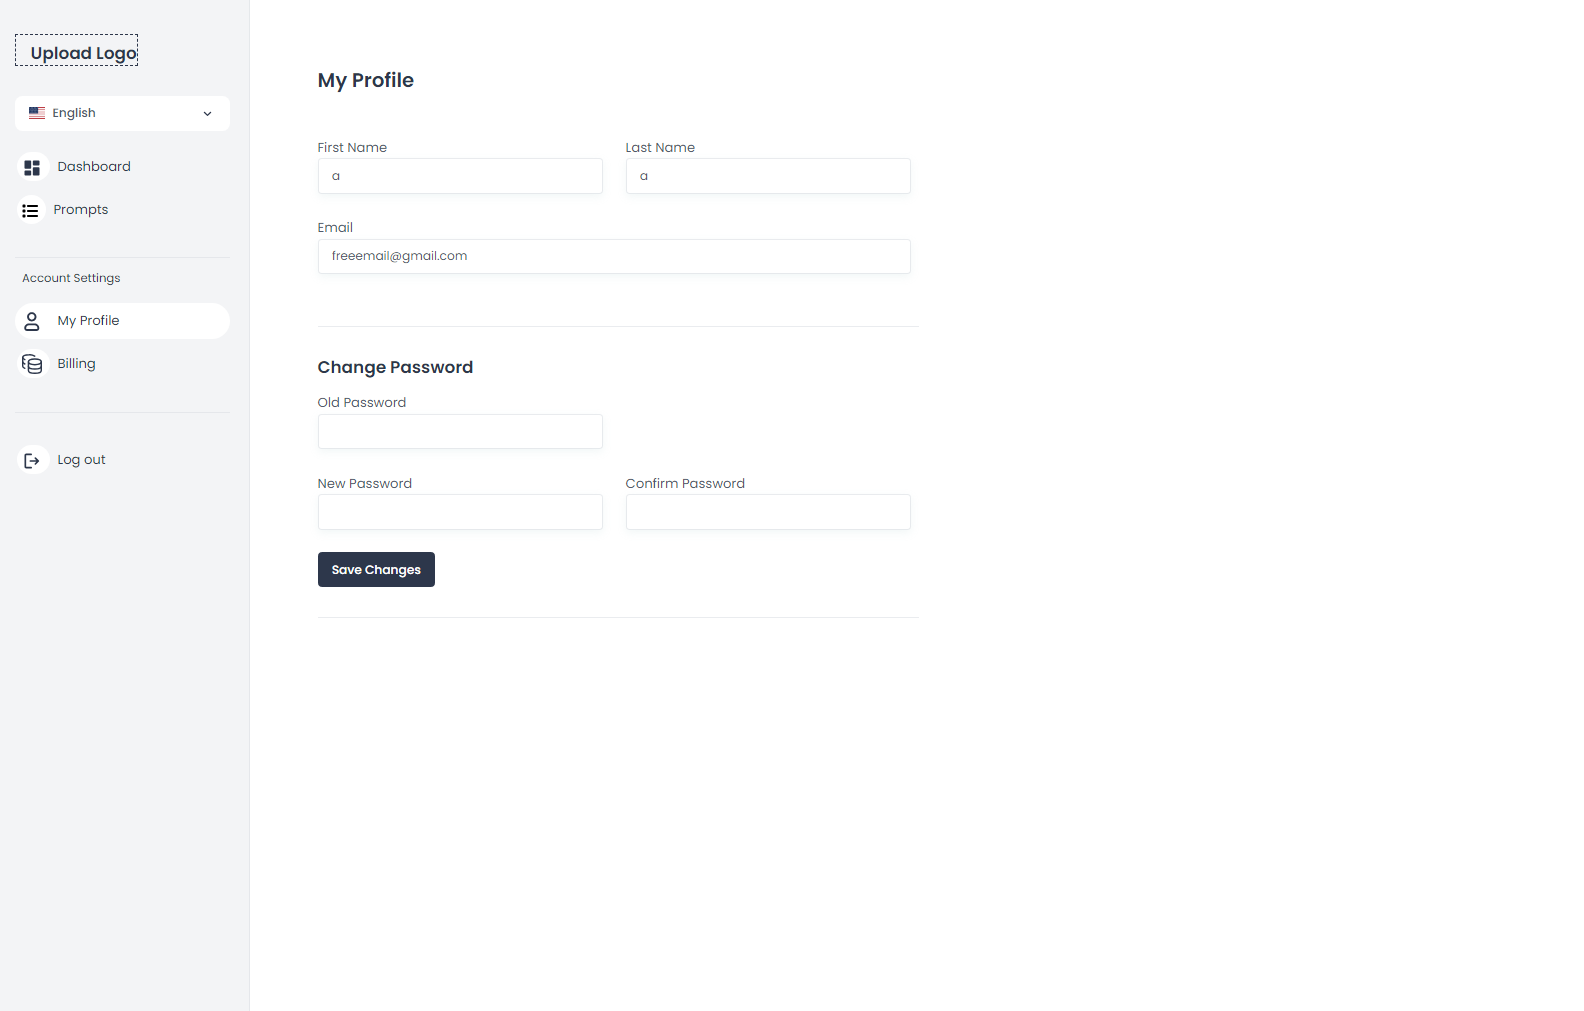 Upload Logo
English
Dashboard
Prompts
Account Settings
My Profile
Billing
Log out
My Profile
First Name
Last Name
a
a
Email
freeemail@gmail.com
Change Password
Old Password
New Password
Confirm Password
Save Changes